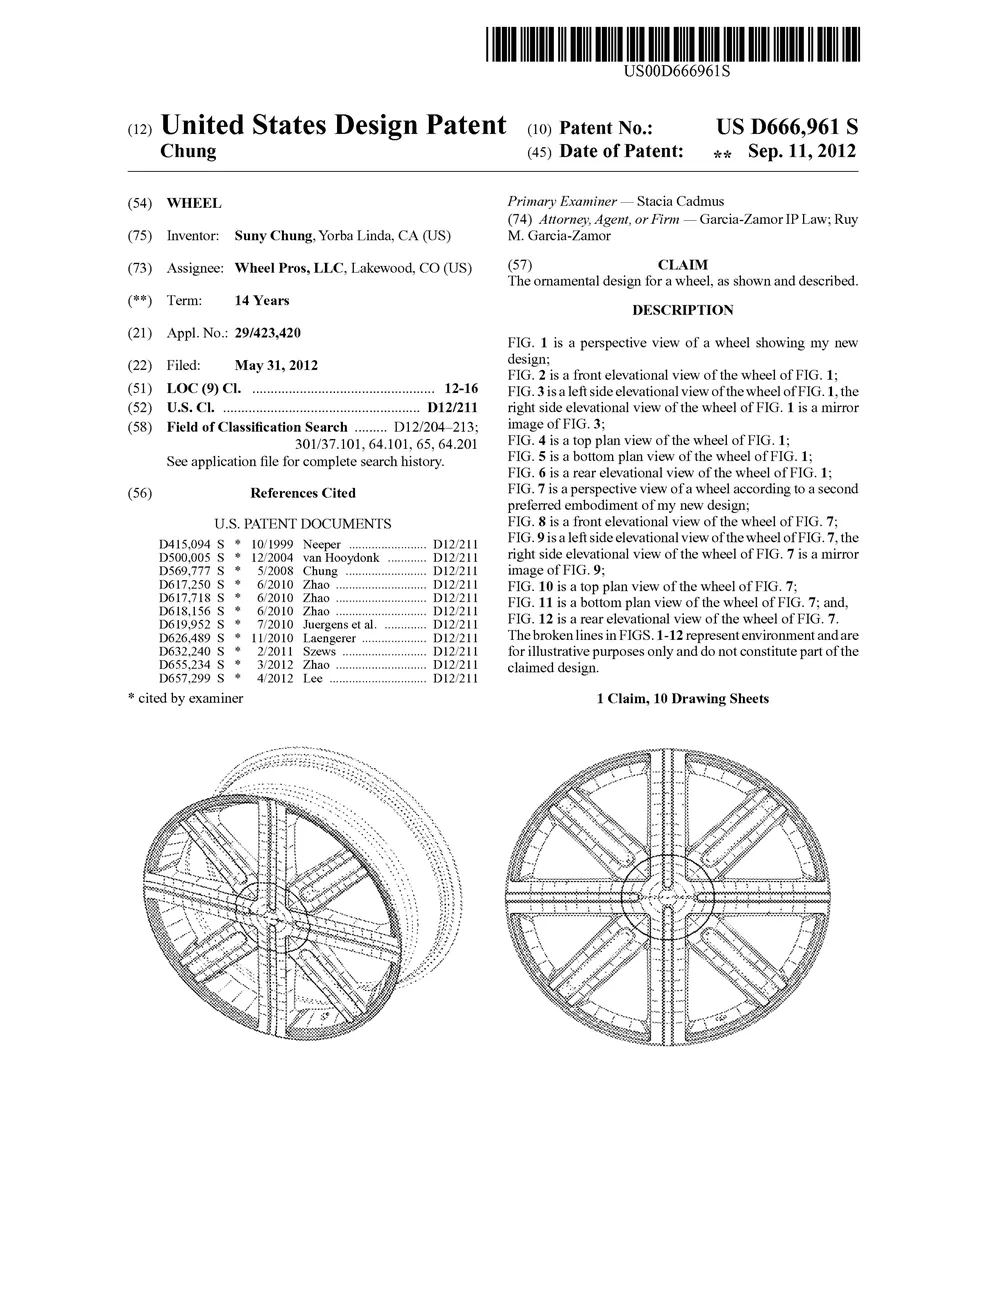 US00D666961S
(12) United States Design Patent
Chung
(10) Patent No.: US D666,961 S
(45) Date of Patent: ** Sep. 11, 2012
(54) WHEEL
(75) Inventor: Suny Chung, Yorba Linda, CA (US)
(73) Assignee: Wheel Pros, LLC, Lakewood, CO (US)
(**) Term: 14 Years
(21) Appl. No.: 29/423,420
(22) Filed: May 31, 2012
(51) LOC (9) Cl. ................................................. 12-16
(52) U.S. Cl. ..................................................... D12/211
(58) Field of Classification Search ......... D12/204–213;
301/37.101, 64.101, 65, 64.201
See application file for complete search history.
(56) References Cited
U.S. PATENT DOCUMENTS
D415,094 S * 10/1999 Neeper ........................ D12/211
D500,005 S * 12/2004 van Hooydonk ............ D12/211
D569,777 S * 5/2008 Chung ......................... D12/211
D617,250 S * 6/2010 Zhao ............................ D12/211
D617,718 S * 6/2010 Zhao ............................ D12/211
D618,156 S * 6/2010 Zhao ............................ D12/211
D619,952 S * 7/2010 Juergens et al. ............. D12/211
D626,489 S * 11/2010 Laengerer .................... D12/211
D632,240 S * 2/2011 Szews .......................... D12/211
D655,234 S * 3/2012 Zhao ............................ D12/211
D657,299 S * 4/2012 Lee .............................. D12/211
* cited by examiner
Primary Examiner — Stacia Cadmus
(74) Attorney, Agent, or Firm — Garcia-Zamor IP Law; Ruy
M. Garcia-Zamor
(57) CLAIM
The ornamental design for a wheel, as shown and described.
DESCRIPTION
FIG. 1 is a perspective view of a wheel showing my new
design;
FIG. 2 is a front elevational view of the wheel of FIG. 1;
FIG. 3 is a left side elevational view of the wheel of FIG. 1, the
right side elevational view of the wheel of FIG. 1 is a mirror
image of FIG. 3;
FIG. 4 is a top plan view of the wheel of FIG. 1;
FIG. 5 is a bottom plan view of the wheel of FIG. 1;
FIG. 6 is a rear elevational view of the wheel of FIG. 1;
FIG. 7 is a perspective view of a wheel according to a second
preferred embodiment of my new design;
FIG. 8 is a front elevational view of the wheel of FIG. 7;
FIG. 9 is a left side elevational view of the wheel of FIG. 7, the
right side elevational view of the wheel of FIG. 7 is a mirror
image of FIG. 9;
FIG. 10 is a top plan view of the wheel of FIG. 7;
FIG. 11 is a bottom plan view of the wheel of FIG. 7; and,
FIG. 12 is a rear elevational view of the wheel of FIG. 7.
The broken lines in FIGS. 1-12 represent environment and are
for illustrative purposes only and do not constitute part of the
claimed design.
1 Claim, 10 Drawing Sheets